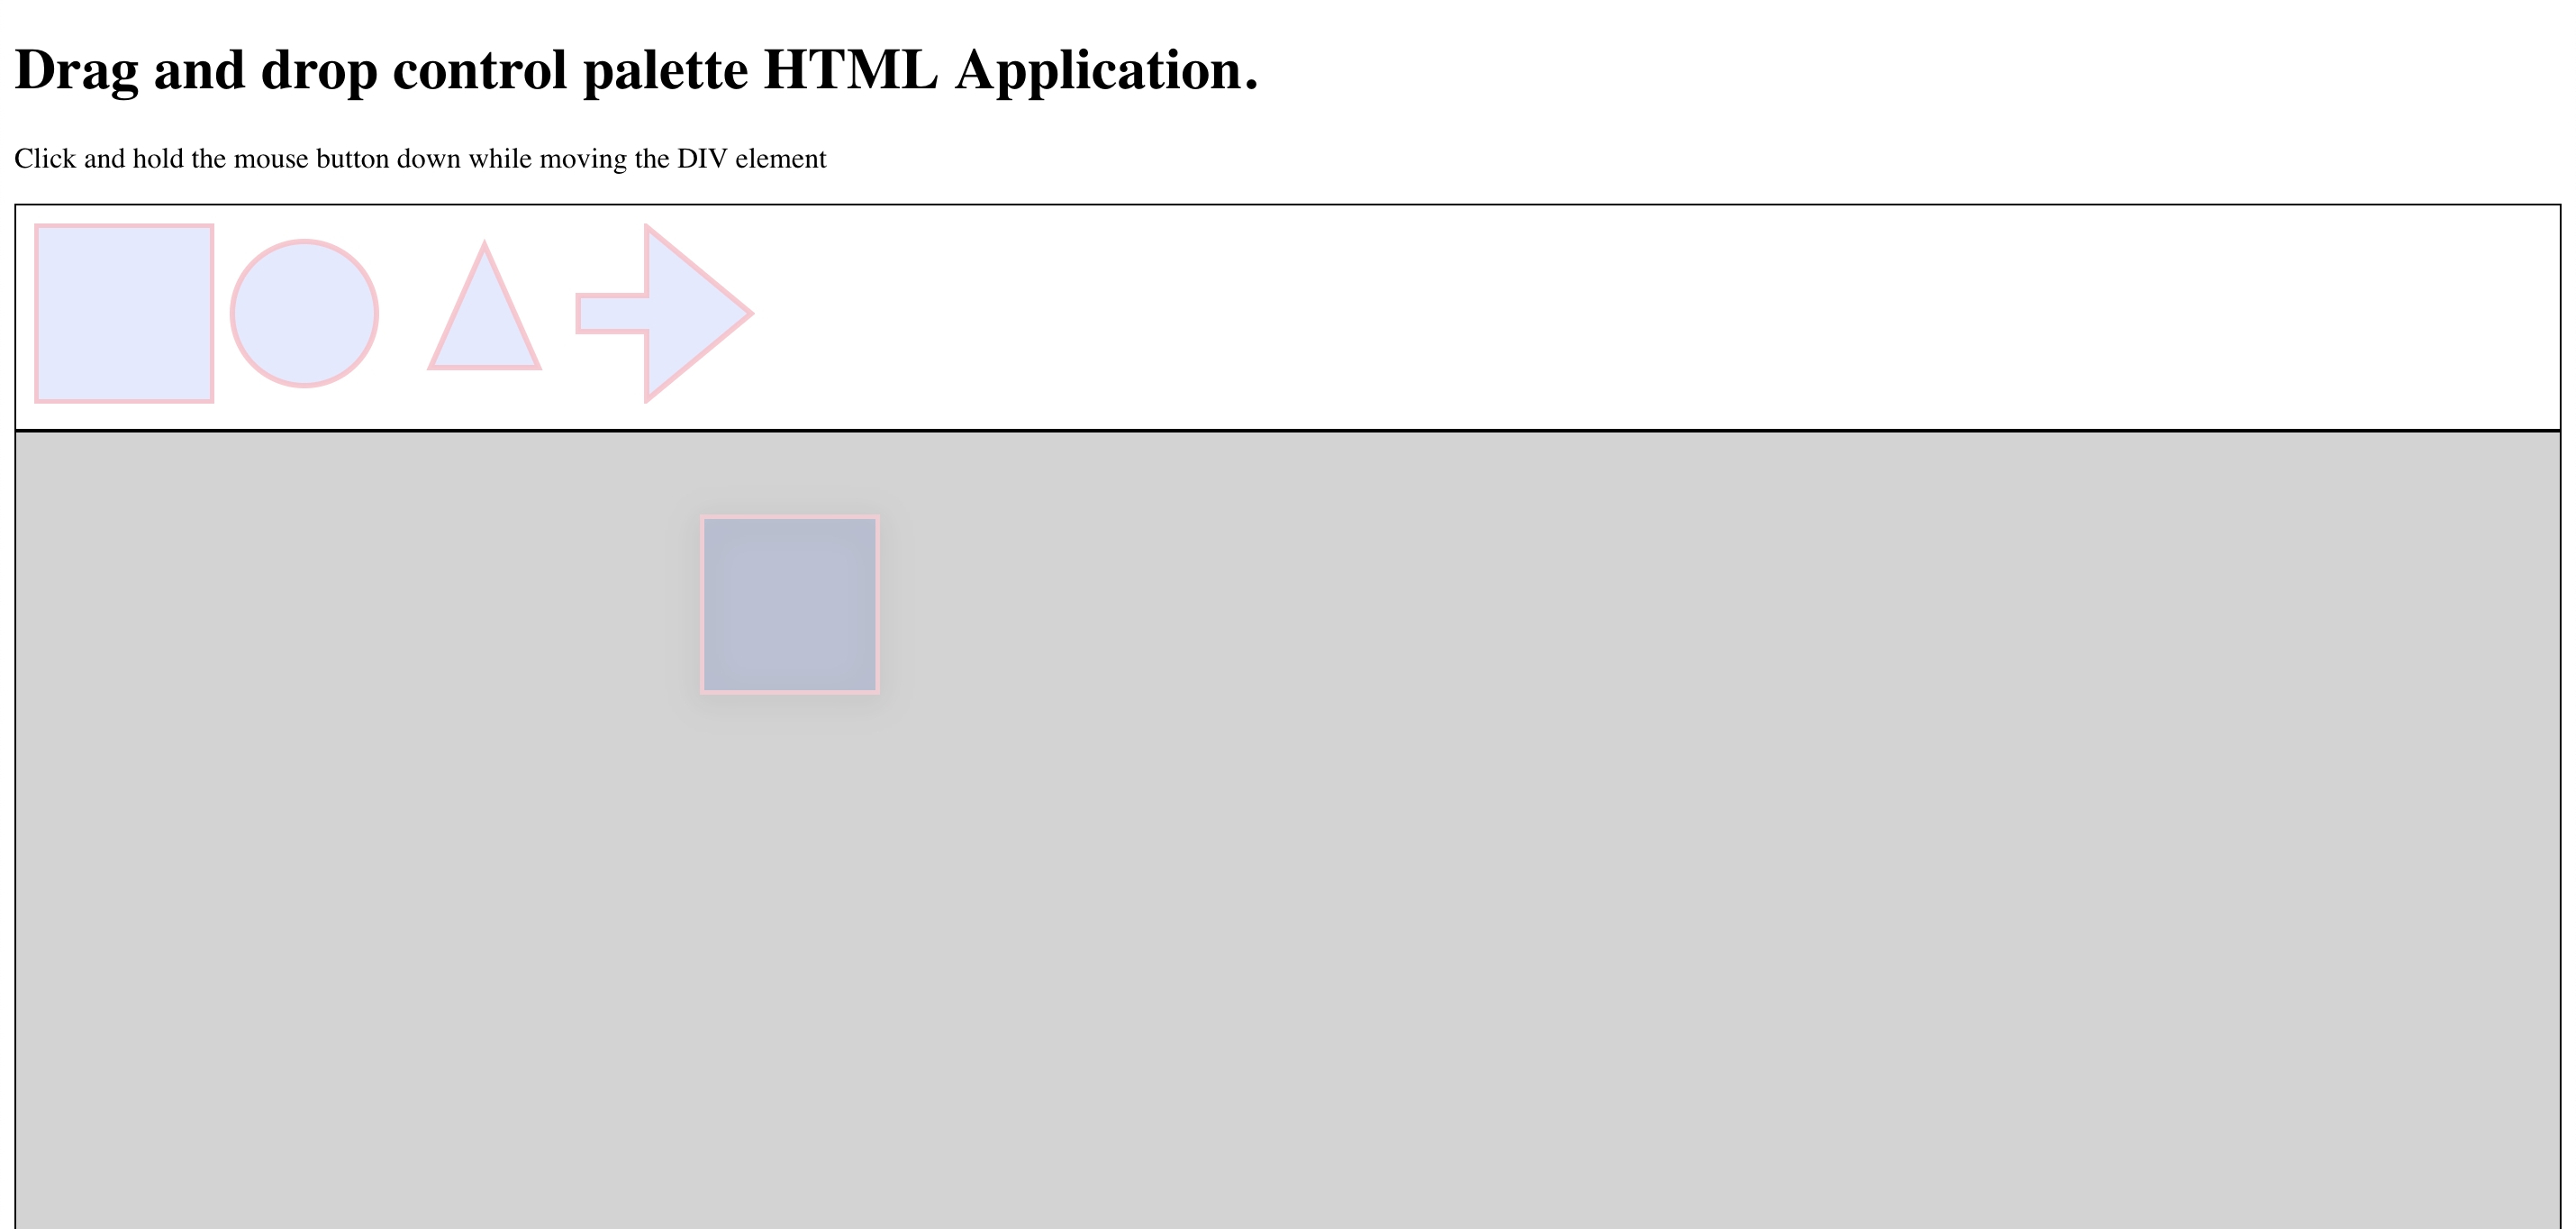 Drag and drop control palette HTML Application.
Click and hold the mouse button down while moving the DIV element